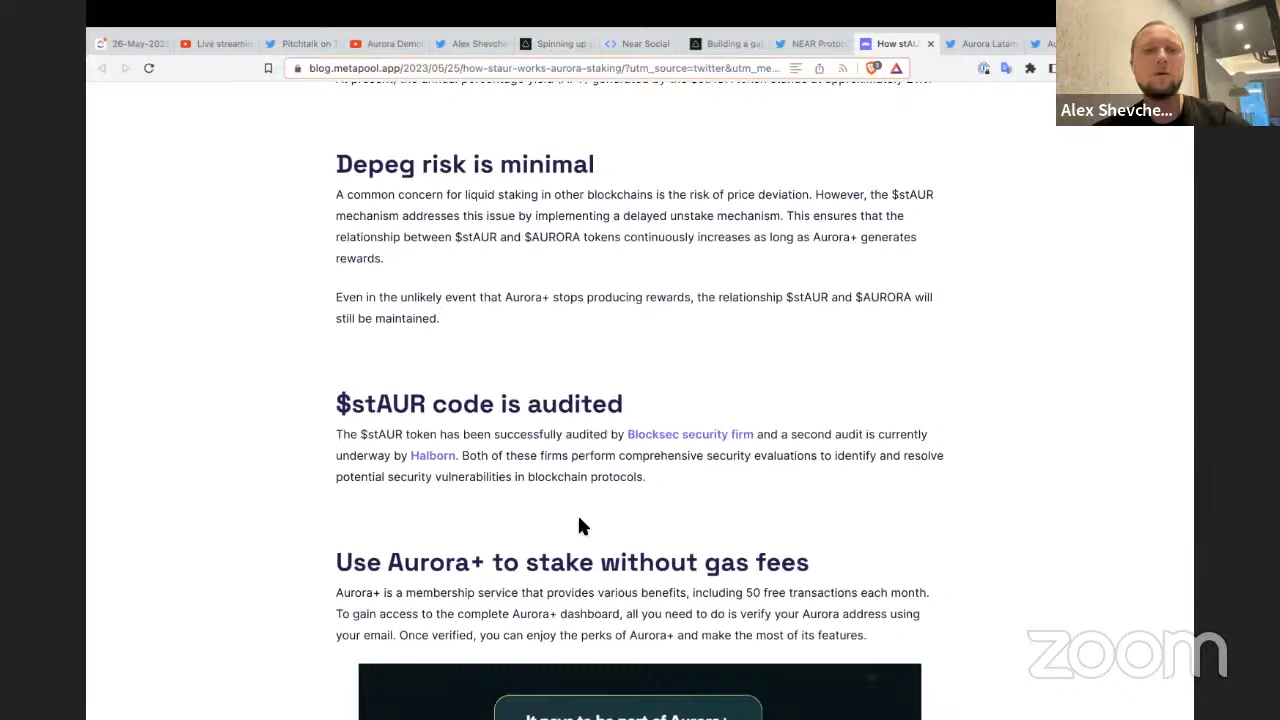 26-May-202
Live streamin
Pitchtalk on T
Aurora Demo
Alex Shevche
Spinning up
Near Social
Building a ga
NEAR Protoc
How stAU
Aurora Latam
Au
blog.metapool.app/2023/05/25/how-staur-works-aurora-staking/?utm_source=twitter&utm_me...
Alex Shevche...
Depeg risk is minimal
A common concern for liquid staking in other blockchains is the risk of price deviation. However, the $stAUR
mechanism addresses this issue by implementing a delayed unstake mechanism. This ensures that the
relationship between $stAUR and $AURORA tokens continuously increases as long as Aurora+ generates
rewards.
Even in the unlikely event that Aurora+ stops producing rewards, the relationship $stAUR and $AURORA will
still be maintained.
$stAUR code is audited
The $stAUR token has been successfully audited by Blocksec security firm and a second audit is currently
underway by Halborn. Both of these firms perform comprehensive security evaluations to identify and resolve
potential security vulnerabilities in blockchain protocols.
Use Aurora+ to stake without gas fees
Aurora+ is a membership service that provides various benefits, including 50 free transactions each month.
To gain access to the complete Aurora+ dashboard, all you need to do is verify your Aurora address using
your email. Once verified, you can enjoy the perks of Aurora+ and make the most of its features.
It pays to be part of Aurora+
zoom